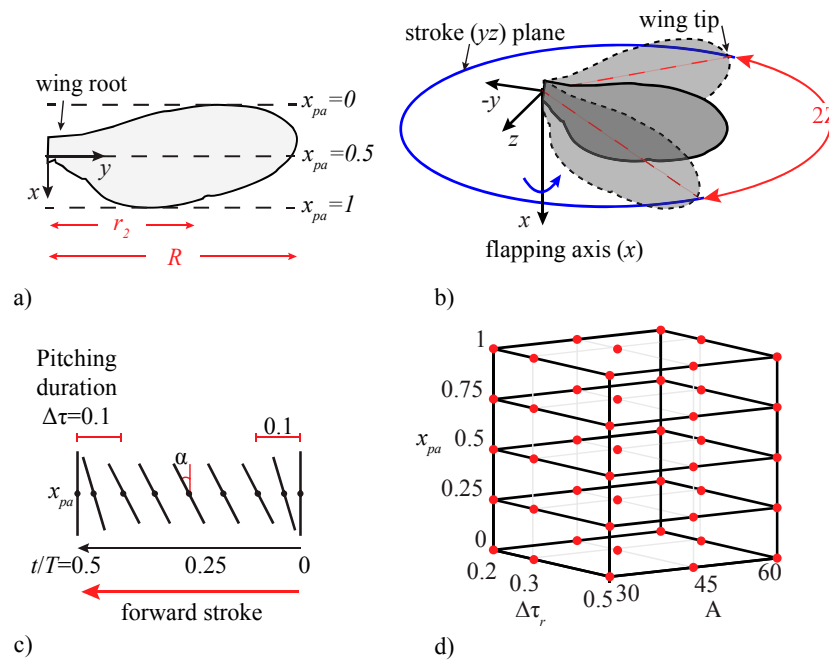 wing root
x_pa=0
x_pa=0.5
x_pa=1
y
x
r_2
R
a)
stroke (yz) plane
wing tip
-y
z
x
flapping axis (x)
b)
Pitching
duration
Δτ=0.1
0.1
α
x_pa
t/T=0.5
0.25
0
forward stroke
c)
1
0.75
x_pa
0.5
0.25
0
0.2
0.3
0.5
30
45
60
Δτ_r
A
d)